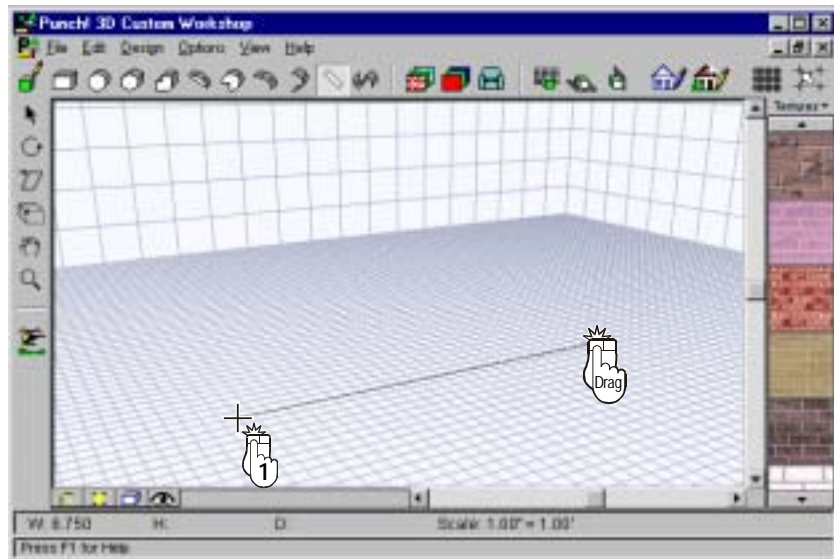 Punch! 3D Custom Workshop
File Edit Design Options View Help
Drag
1
W: 6.750 H: D: Scale: 1.00" = 1.00'
Press F1 for Help